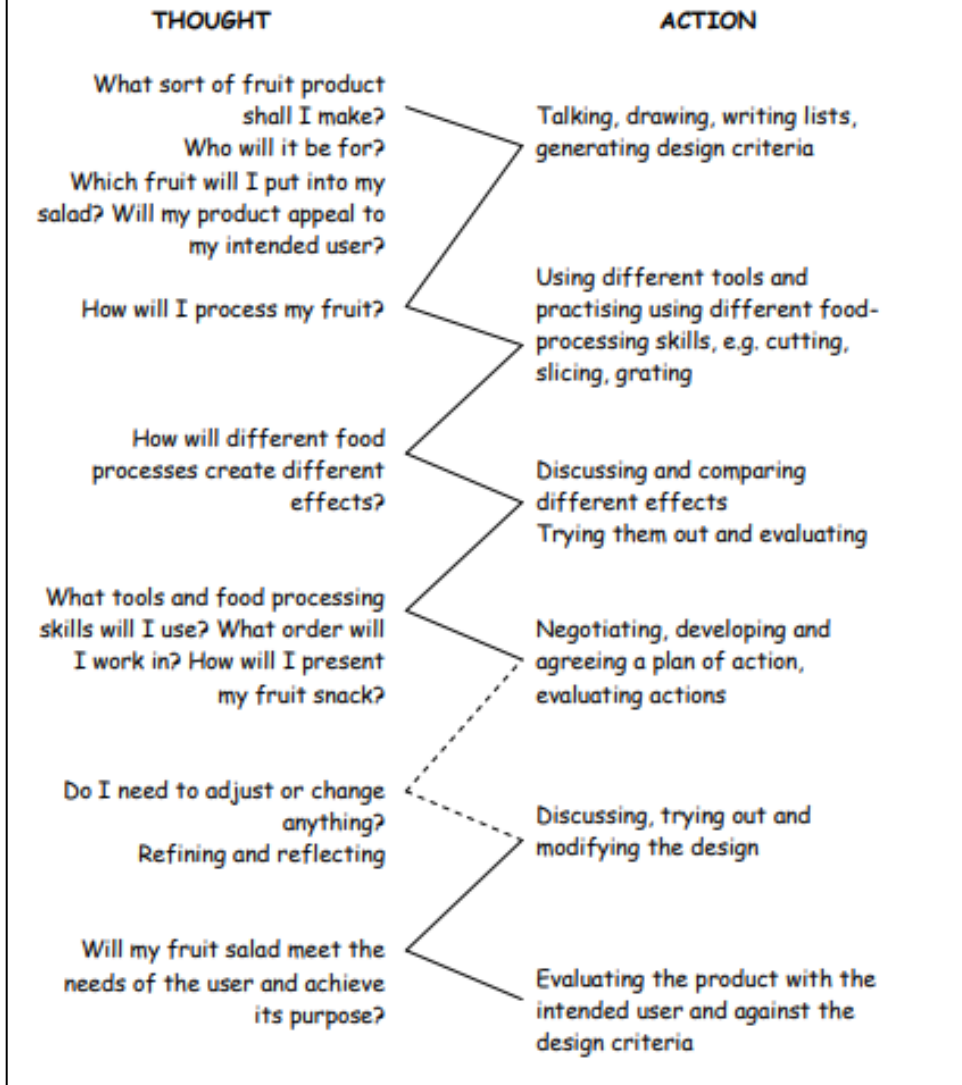 THOUGHT
ACTION
What sort of fruit product
shall I make?
Who will it be for?
Which fruit will I put into my
salad? Will my product appeal to
my intended user?
Talking, drawing, writing lists,
generating design criteria
How will I process my fruit?
Using different tools and
practising using different food-
processing skills, e.g. cutting,
slicing, grating
How will different food
processes create different
effects?
Discussing and comparing
different effects
Trying them out and evaluating
What tools and food processing
skills will I use? What order will
I work in? How will I present
my fruit snack?
Negotiating, developing and
agreeing a plan of action,
evaluating actions
Do I need to adjust or change
anything?
Refining and reflecting
Discussing, trying out and
modifying the design
Will my fruit salad meet the
needs of the user and achieve
its purpose?
Evaluating the product with the
intended user and against the
design criteria